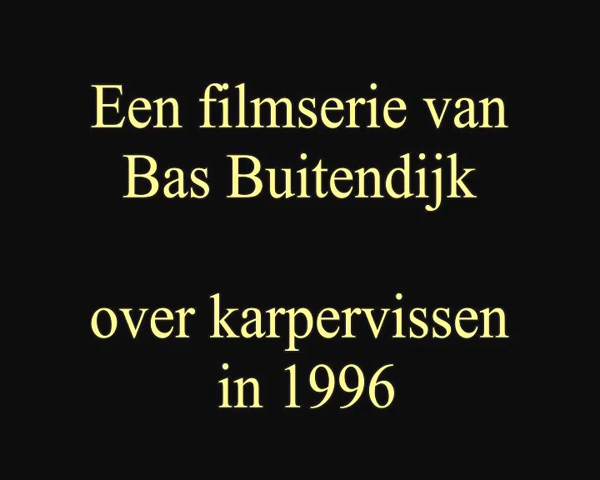 Een filmserie van
Bas Buitendijk
over karpervissen
in 1996